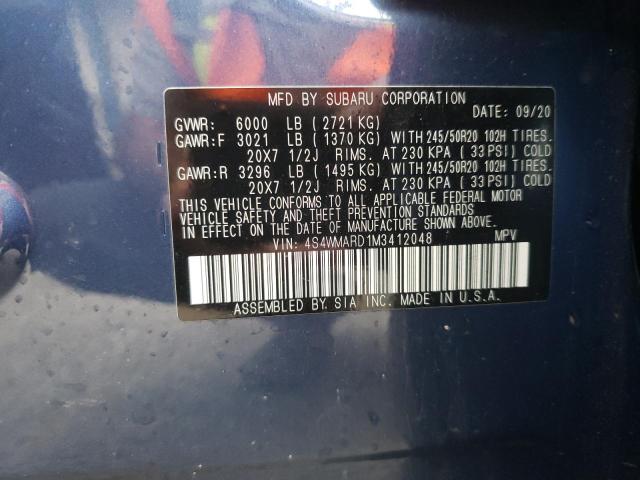 MFD BY SUBARU CORPORATION
DATE: 09/20
GVWR: 6000 LB ( 2721 KG)
GAWR:F 3021 LB ( 1370 KG) WITH 245/50R20 102H TIRES.
20X7 1/2J RIMS. AT 230 KPA ( 33 PSI) COLD
GAWR:R 3296 LB ( 1495 KG) WITH 245/50R20 102H TIRES.
20X7 1/2J RIMS. AT 230 KPA ( 33 PSI) COLD
THIS VEHICLE CONFORMS TO ALL APPLICABLE FEDERAL MOTOR
VEHICLE SAFETY AND THEFT PREVENTION STANDARDS
IN EFFECT ON THE DATE OF MANUFACTURE SHOWN ABOVE.
VIN: 4S4WMARD1M3412048 MPV
ASSEMBLED BY SIA INC. MADE IN U.S.A.